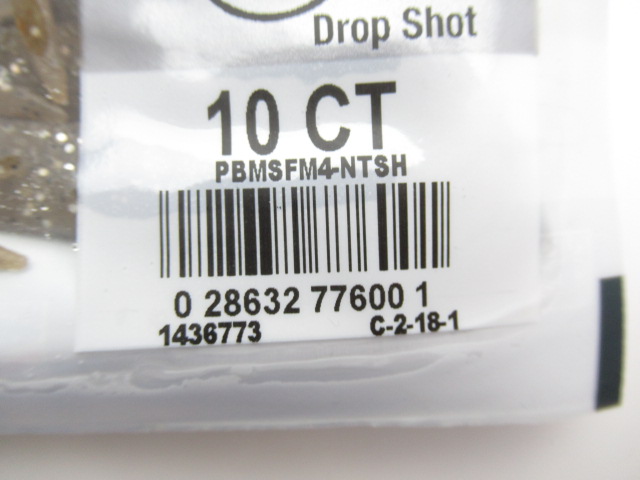 Drop Shot
10 CT
PBMSFM4-NTSH
0 28632 77600 1
1436773 C-2-18-1